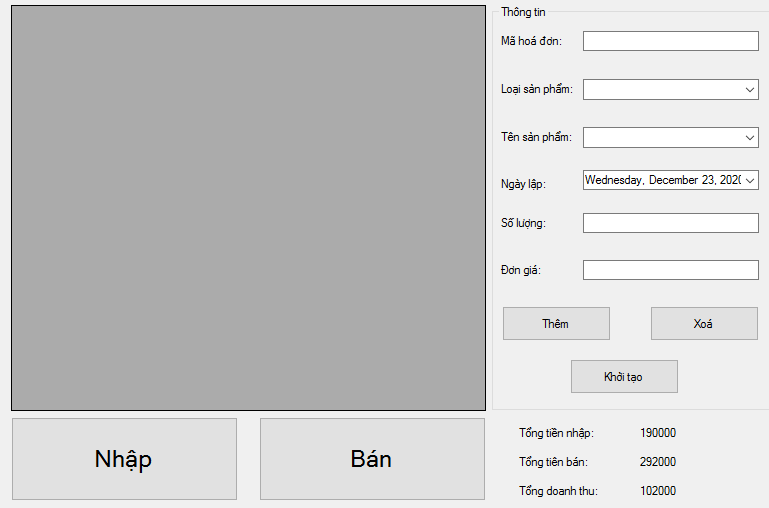 Thông tin
Mã hoá đơn:
Loại sản phẩm:
Tên sản phẩm:
Ngày lập: Wednesday, December 23, 2020
Số lượng:
Đơn giá:
Thêm Xoá
Khởi tạo
Nhập Bán
Tổng tiền nhập: 190000
Tổng tiên bán: 292000
Tổng doanh thu: 102000